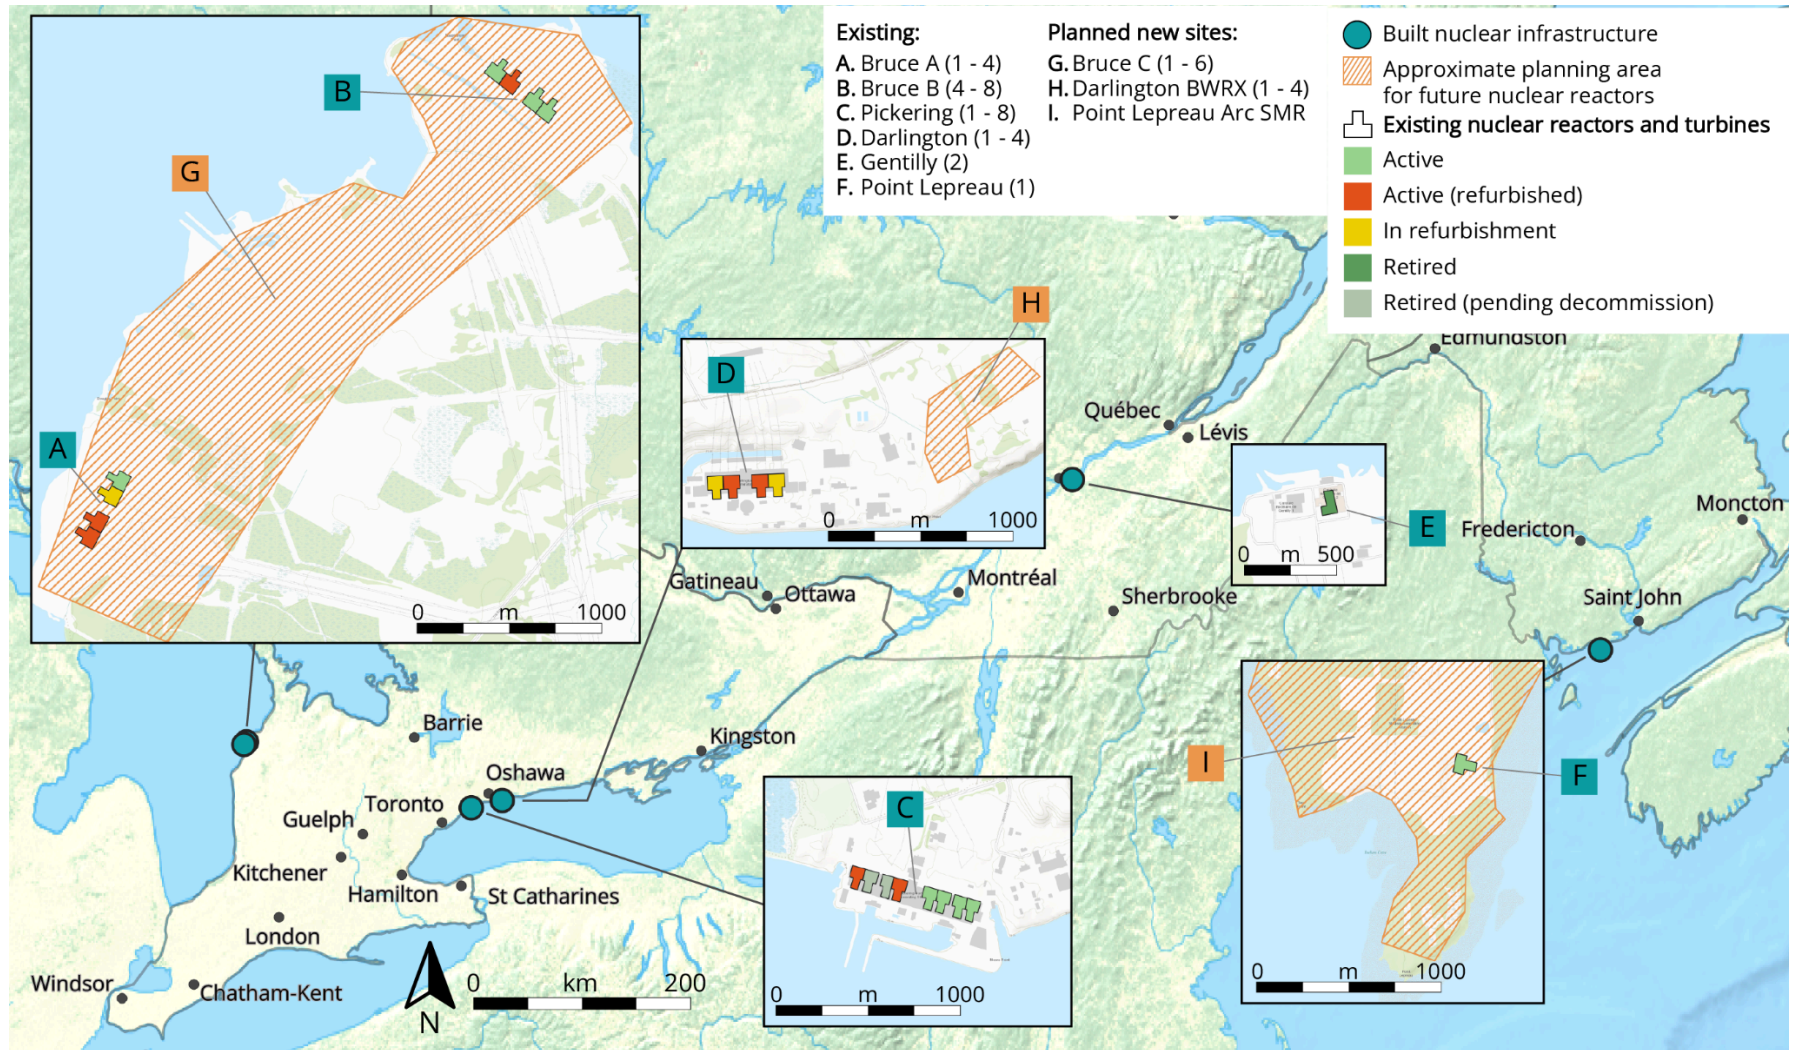 Existing:
A. Bruce A (1 - 4)
B. Bruce B (4 - 8)
C. Pickering (1 - 8)
D. Darlington (1 - 4)
E. Gentilly (2)
F. Point Lepreau (1)
Planned new sites:
G. Bruce C (1 - 6)
H. Darlington BWRX (1 - 4)
I. Point Lepreau Arc SMR
Built nuclear infrastructure
Approximate planning area
for future nuclear reactors
Existing nuclear reactors and turbines
Active
Active (refurbished)
In refurbishment
Retired
Retired (pending decommission)
B
G
A
0 m 1000
H
D
0 m 1000
Edmundston
Québec
Lévis
E
0 m 500
Moncton
Fredericton
Saint John
Gatineau
Ottawa
Montréal
Sherbrooke
Barrie
Kingston
Oshawa
Toronto
Guelph
Kitchener
Hamilton
St Catharines
London
Windsor
Chatham-Kent
N
0 km 200
C
0 m 1000
I
F
0 m 1000